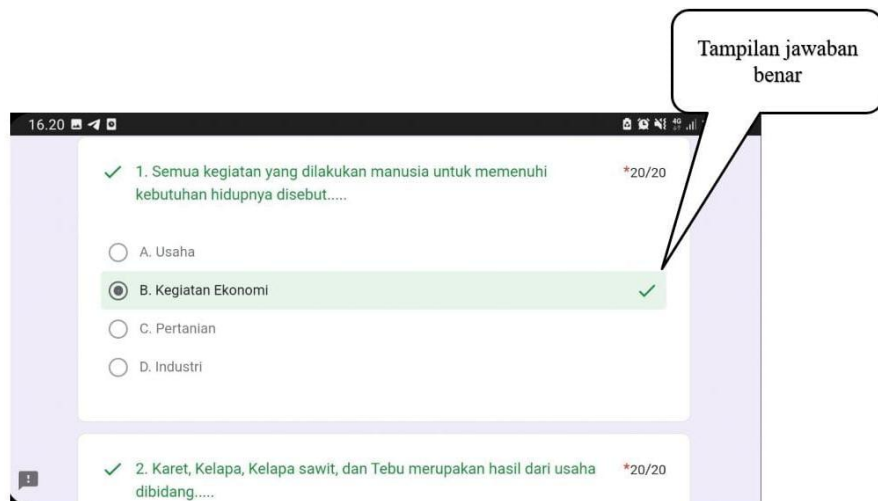 Tampilan jawaban
benar
16.20
4G
1. Semua kegiatan yang dilakukan manusia untuk memenuhi
kebutuhan hidupnya disebut.....
*20/20
A. Usaha
B. Kegiatan Ekonomi
C. Pertanian
D. Industri
2. Karet, Kelapa, Kelapa sawit, dan Tebu merupakan hasil dari usaha
dibidang.....
*20/20